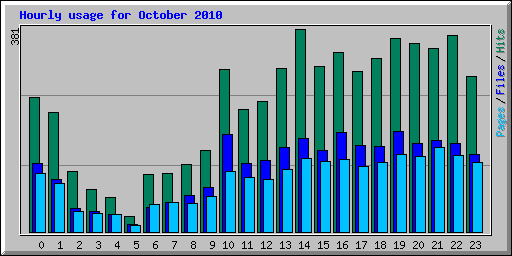 Hourly usage for October 2010
381
Pages / Files / Hits
0 1 2 3 4 5 6 7 8 9 10 11 12 13 14 15 16 17 18 19 20 21 22 23